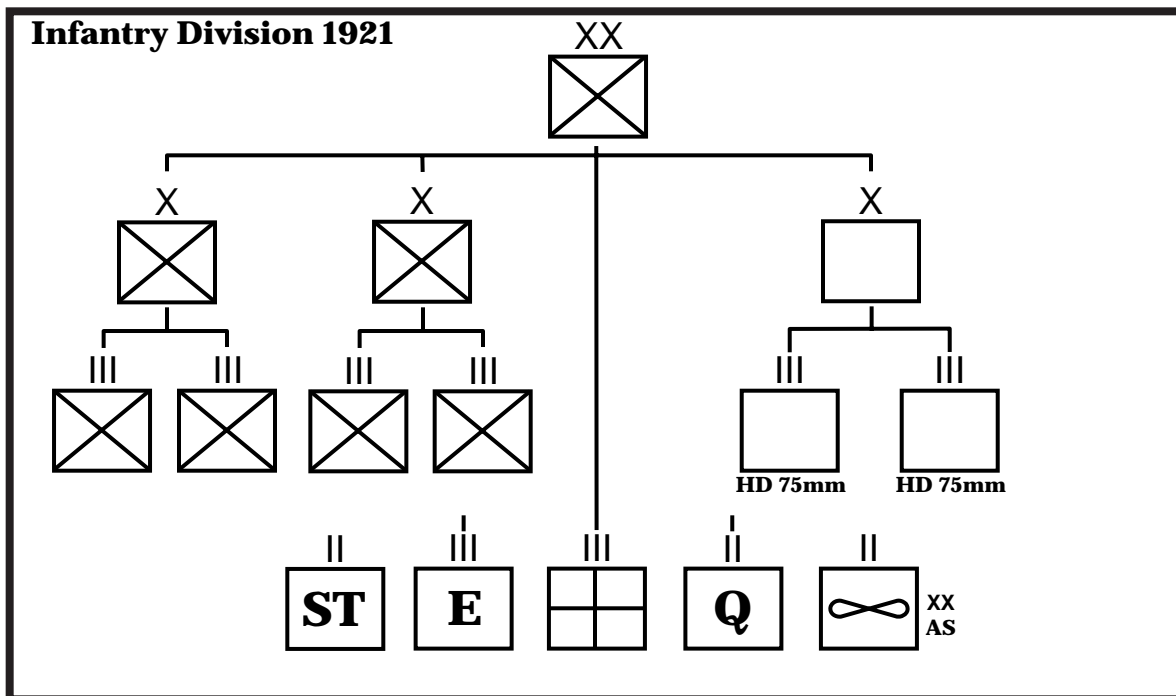 Infantry Division 1921
XX
X X X
III III III III III III
HD 75mm HD 75mm
II III III II II
ST E Q XX
AS